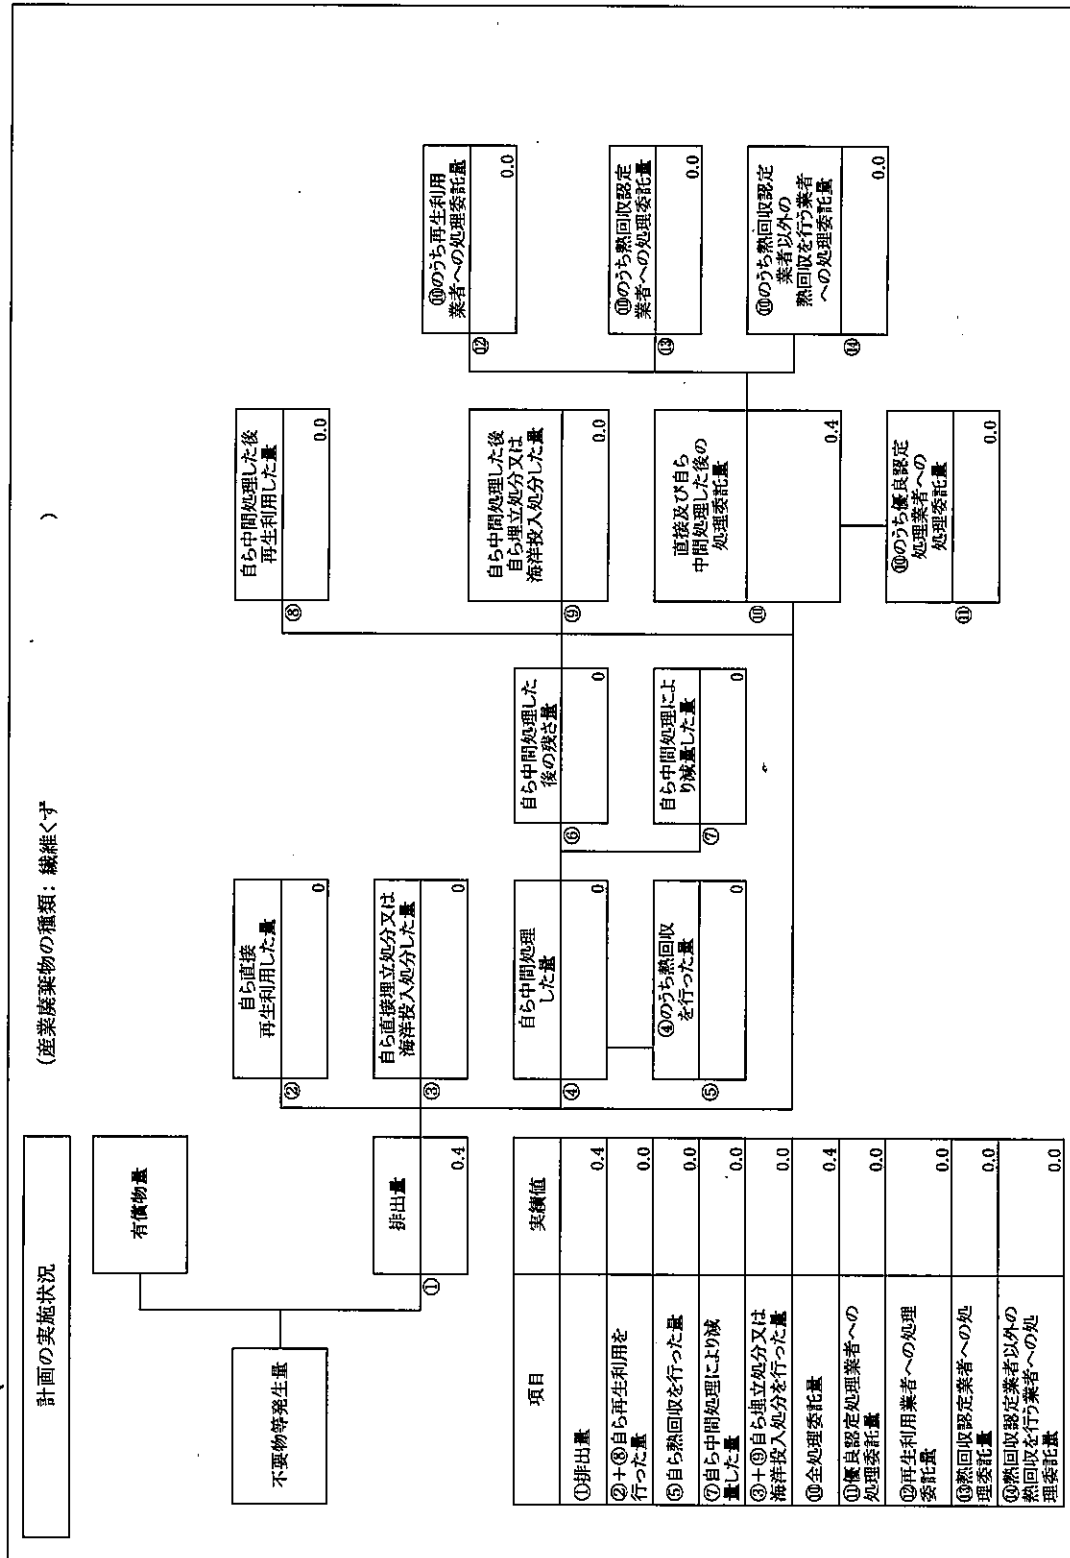 計画の実施状況
(産業廃棄物の種類: 繊維くず
)
不要物等発生量
有償物量
①
排出量
0.4
②
自ら直接
再生利用した量
0
③
自ら直接埋立処分又は
海洋投入処分した量
0
④
自ら中間処理
した量
0
⑤
④のうち熱回収
を行った量
0
⑥
自ら中間処理した
後の残さ量
0
⑦
自ら中間処理によ
り減量した量
0
⑧
自ら中間処理した後
再生利用した量
0.0
⑨
自ら中間処理した後
自ら埋立処分又は
海洋投入処分した量
0.0
⑩
直接及び自ら
中間処理した後の
処理委託量
0.4
⑪
⑩のうち優良認定
処理業者への
処理委託量
0.0
⑫
⑩のうち再生利用
業者への処理委託量
0.0
⑬
⑩のうち熱回収認定
業者への処理委託量
0.0
⑭
⑩のうち熱回収認定
業者以外の
熱回収を行う業者
への処理委託量
0.0
項目 実績値
①排出量 0.4
②+⑧自ら再生利用を
行った量 0.0
⑤自ら熱回収を行った量 0.0
⑦自ら中間処理により減
量した量 0.0
③+⑨自ら埋立処分又は
海洋投入処分を行った量 0.0
⑩全処理委託量 0.4
⑪優良認定処理業者への
処理委託量 0.0
⑫再生利用業者への処理
委託量 0.0
⑬熱回収認定業者への処
理委託量 0.0
⑭熱回収認定業者以外の
熱回収を行う業者への処
理委託量 0.0